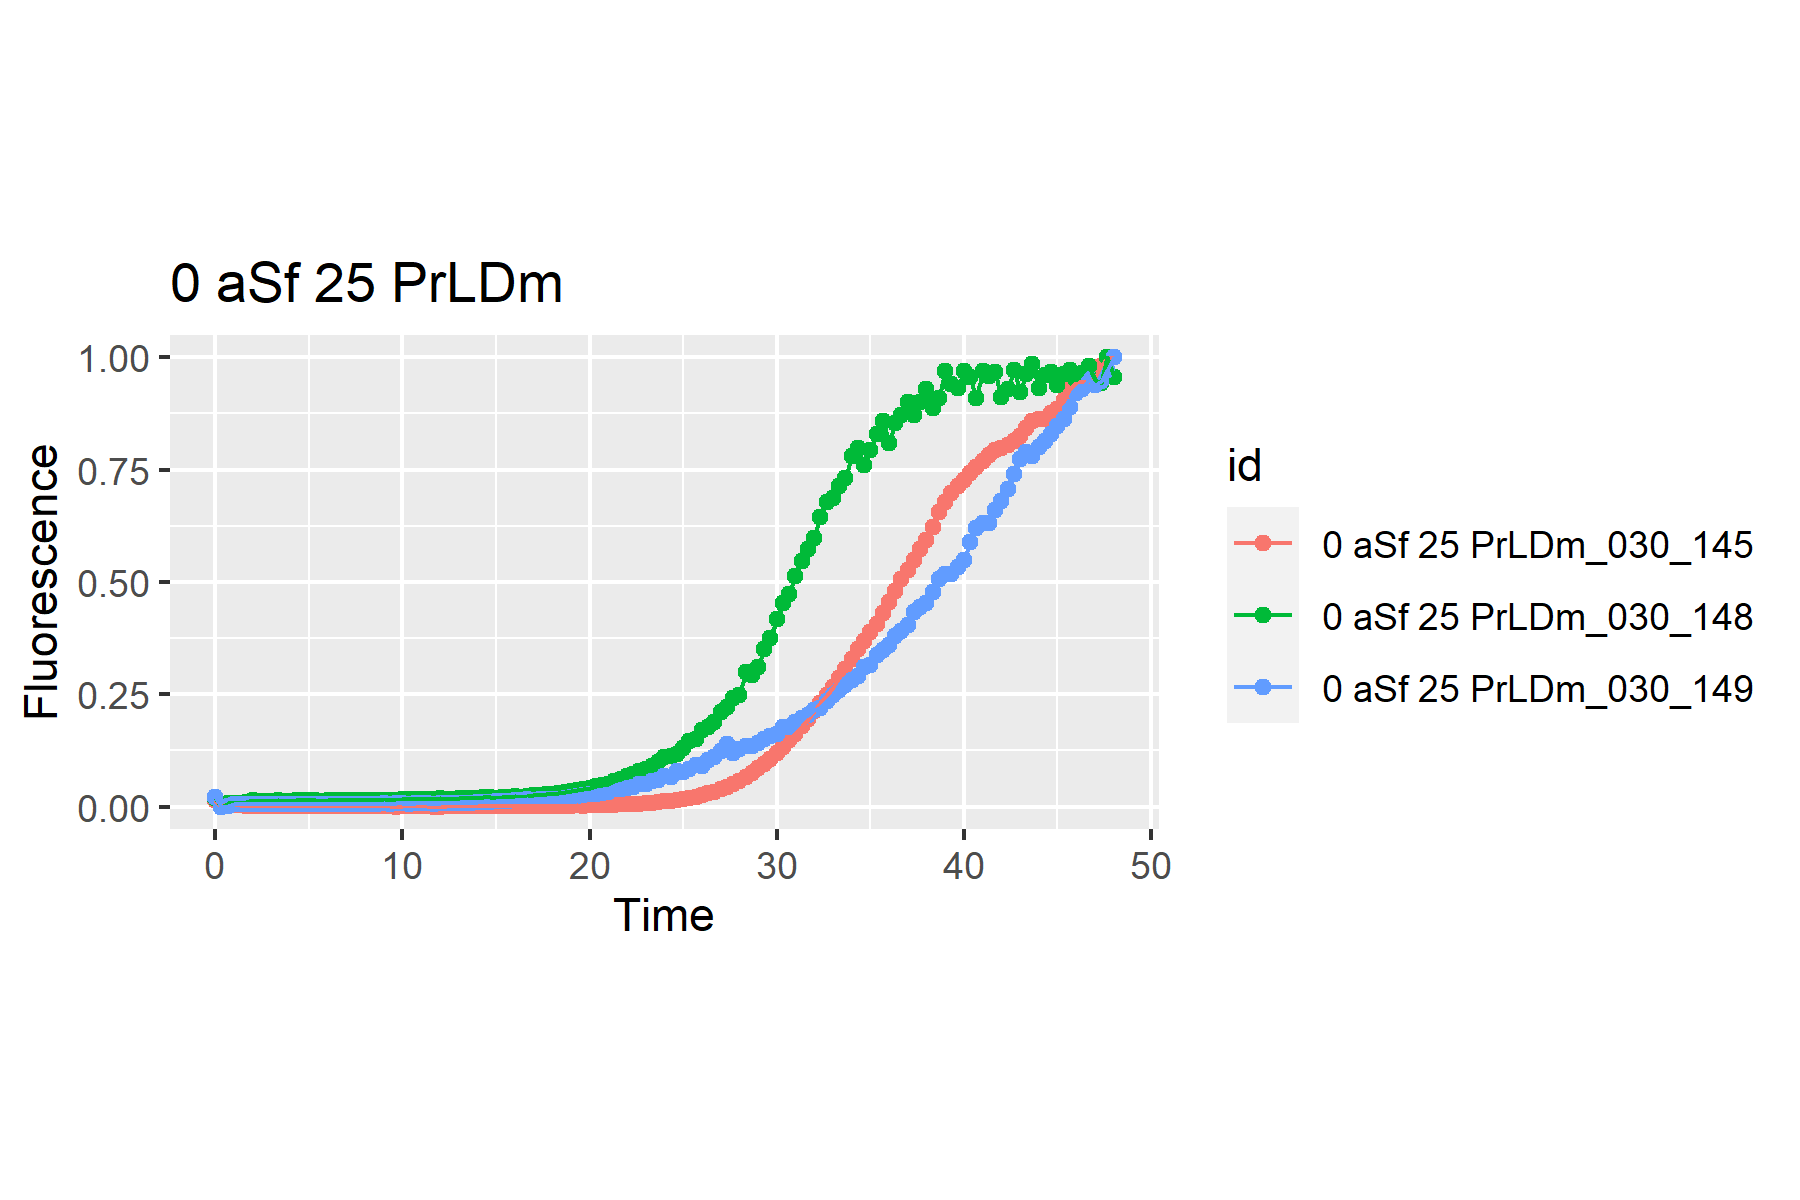 0 aSf 25 PrLDm
1.00
0.75
0.50
0.25
0.00
Fluorescence
0 10 20 30 40 50
Time
id
0 aSf 25 PrLDm_030_145
0 aSf 25 PrLDm_030_148
0 aSf 25 PrLDm_030_149